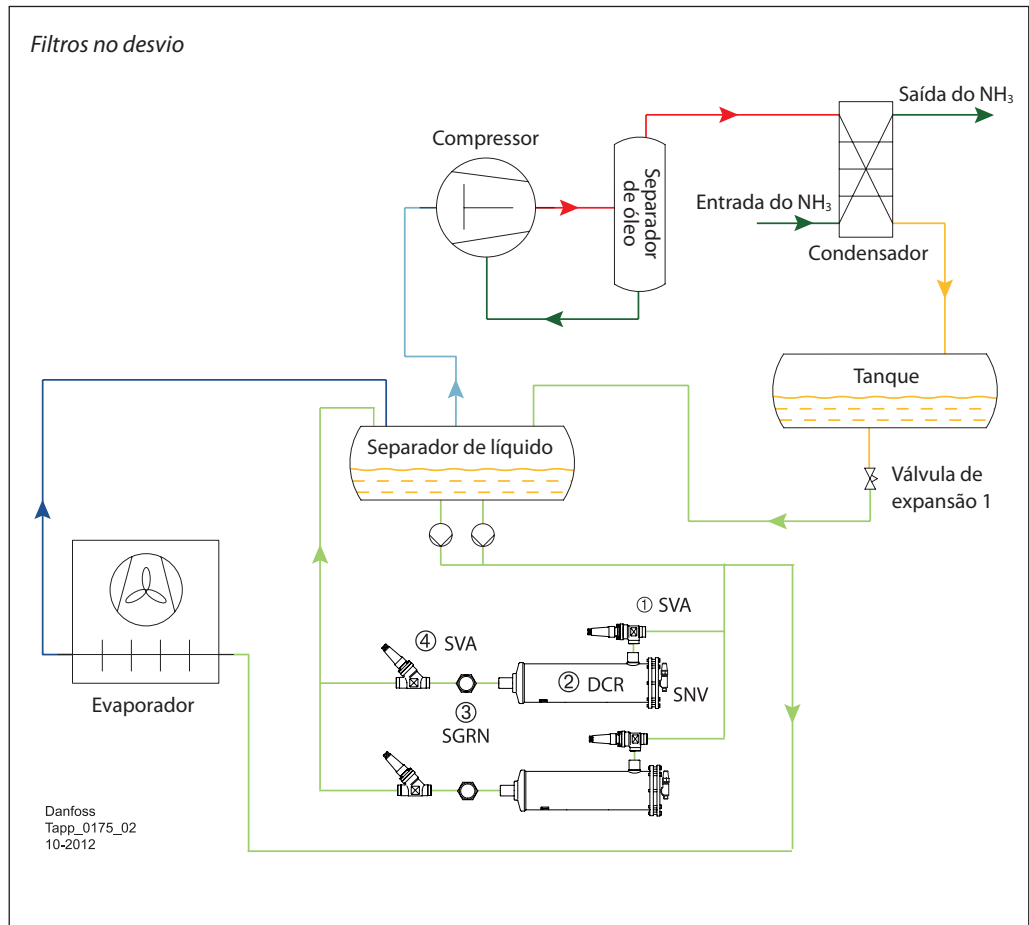 Filtros no desvio
Compressor
Separador
de óleo
Saída do NH₃
Entrada do NH₃
Condensador
Tanque
Válvula de
expansão 1
Separador de líquido
Evaporador
① SVA
④ SVA
② DCR
SNV
③
SGRN
Danfoss
Tapp_0175_02
10-2012